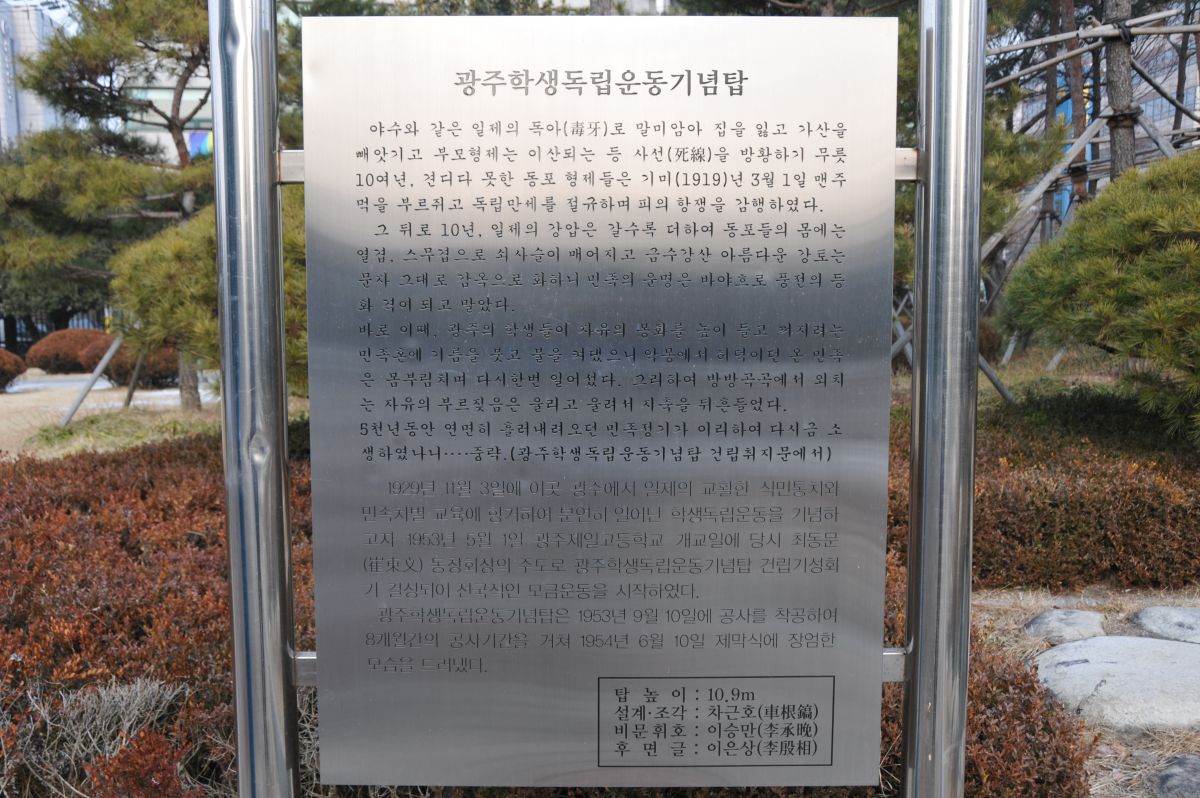 광주학생독립운동기념탑
야수와 같은 일제의 독아(毒牙)로 말미암아 집을 잃고 가산을
빼앗기고 부모형제는 이산되는 등 사선(死線)을 방황하기 무릇
10여년, 견디다 못한 동포 형제들은 기미(1919)년 3월 1일 맨주
먹을 부르쥐고 독립만세를 절규하며 피의 항쟁을 감행하였다.
그 뒤로 10년, 일제의 강압은 갈수록 더하여 동포들의 몸에는
열겹, 스무겹으로 쇠사슬이 매어지고 금수강산 아름다운 강토는
문자 그대로 감옥으로 화하니 민족의 운명은 바야흐로 풍전의 등
화 격이 되고 말았다.
바로 이때, 광주의 학생들이 자유의 봉화를 높이 들고 꺼지려는
민족혼에 기름을 붓고 불을 켜댔으니 악몽에서 허덕이던 온 민족
은 몸부림치며 다시한번 일어섰다. 그리하여 방방곡곡에서 외치
는 자유의 부르짖음은 울리고 울려서 지축을 뒤흔들었다.
5천년동안 연면히 흘러내려오던 민족정기가 이리하여 다시금 소
생하였나니‥‥중략.(광주학생독립운동기념탑 건립취지문에서)
1929년 11월 3일에 이곳 광주에서 일제의 교활한 식민통치와
민족차별 교육에 항거하여 분연히 일어난 학생독립운동을 기념하
고자 1953년 5월 1일 광주제일고등학교 개교일에 당시 최동문
(崔東文) 농장회상의 주도로 광주학생독립운동기념탑 건립기성회
가 결성되어 전국적인 모금운동을 시작하였다.
광주학생독립운동기념탑은 1953년 9월 10일에 공사를 착공하여
8개월간의 공사기간을 거쳐 1954년 6월 10일 제막식에 장엄한
모습을 드러냈다.
탑 높 이 : 10.9m
설계·조각 : 차근호(車根鎬)
비문휘호 : 이승만(李承晩)
후 면 글 : 이은상(李殷相)